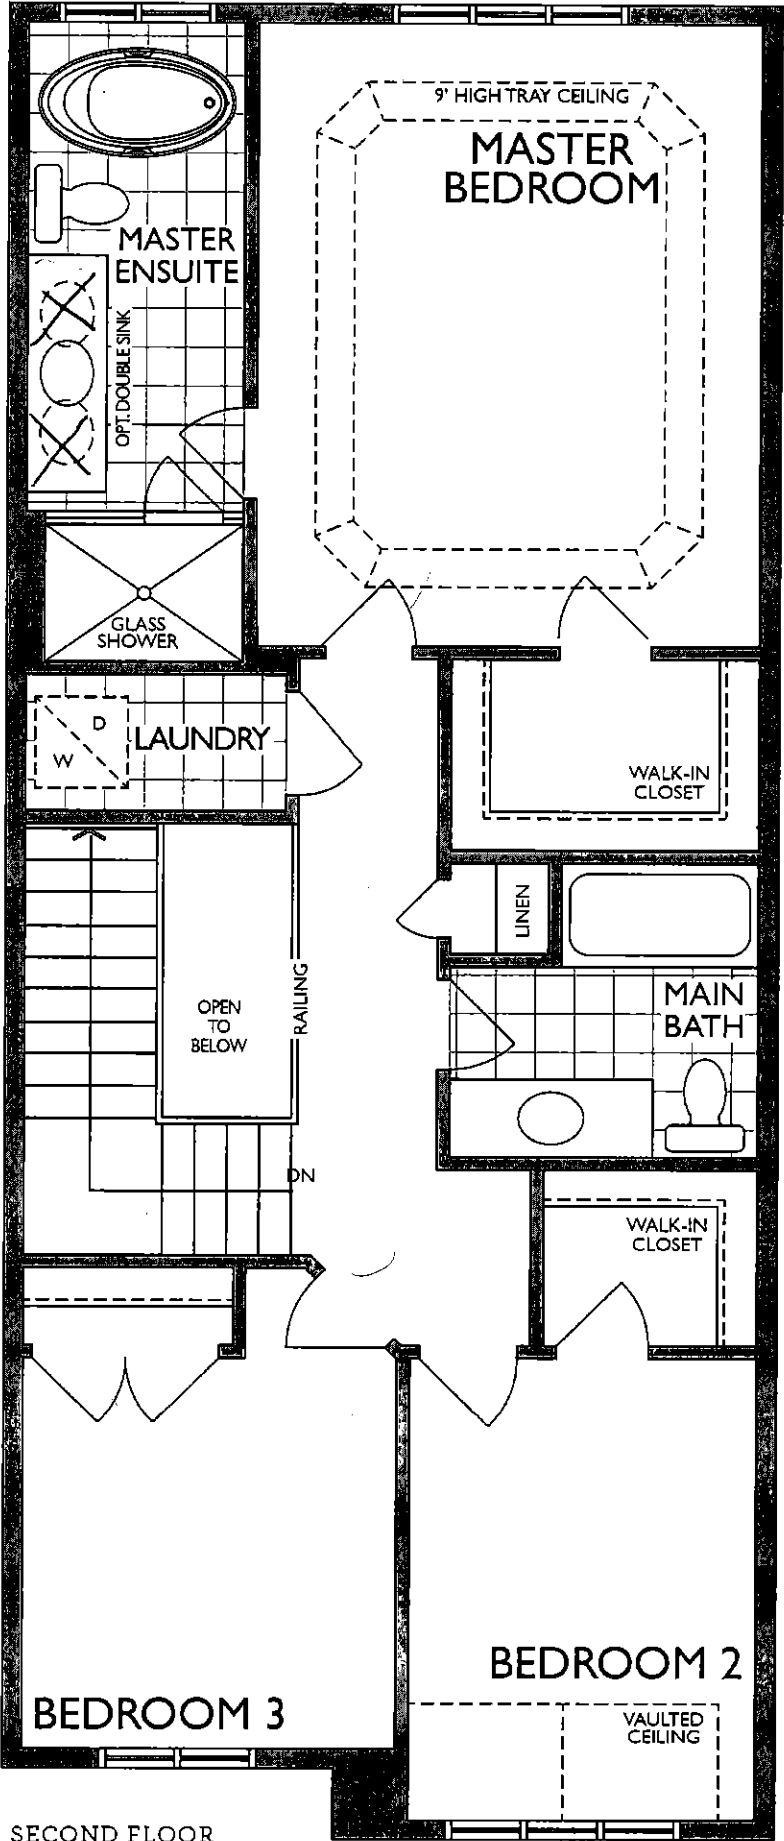 9' HIGH TRAY CEILING
MASTER
BEDROOM
MASTER
ENSUITE
OPT. DOUBLE SINK
GLASS
SHOWER
D
W
LAUNDRY
WALK-IN
CLOSET
LINEN
RAILING
OPEN
TO
BELOW
MAIN
BATH
DN
WALK-IN
CLOSET
BEDROOM 2
BEDROOM 3
VAULTED
CEILING
SECOND FLOOR